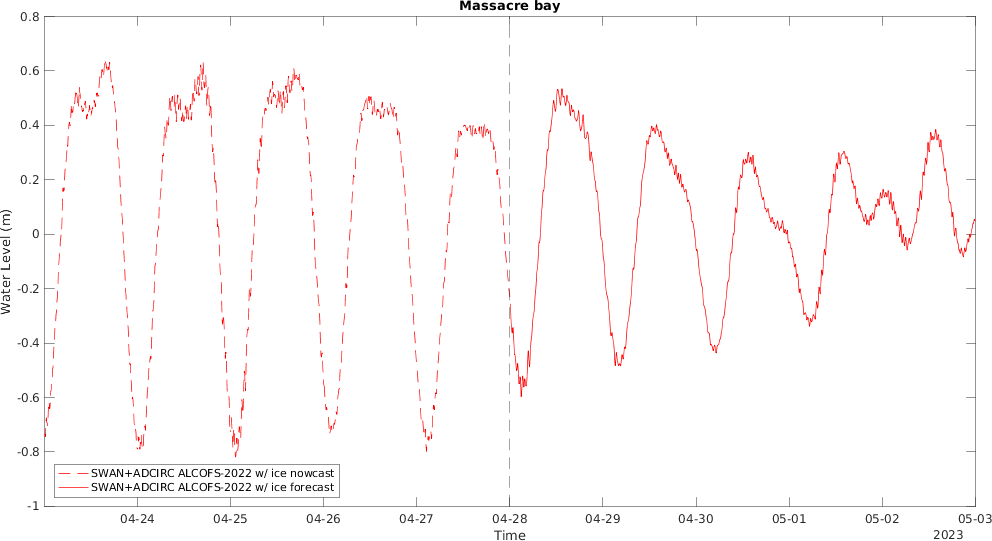 Massacre bay
0.8
0.6
0.4
0.2
0
-0.2
-0.4
-0.6
-0.8
-1
Water Level (m)
SWAN+ADCIRC ALCOFS-2022 w/ ice nowcast
SWAN+ADCIRC ALCOFS-2022 w/ ice forecast
04-24 04-25 04-26 04-27 04-28 04-29 04-30 05-01 05-02 05-03
Time
2023